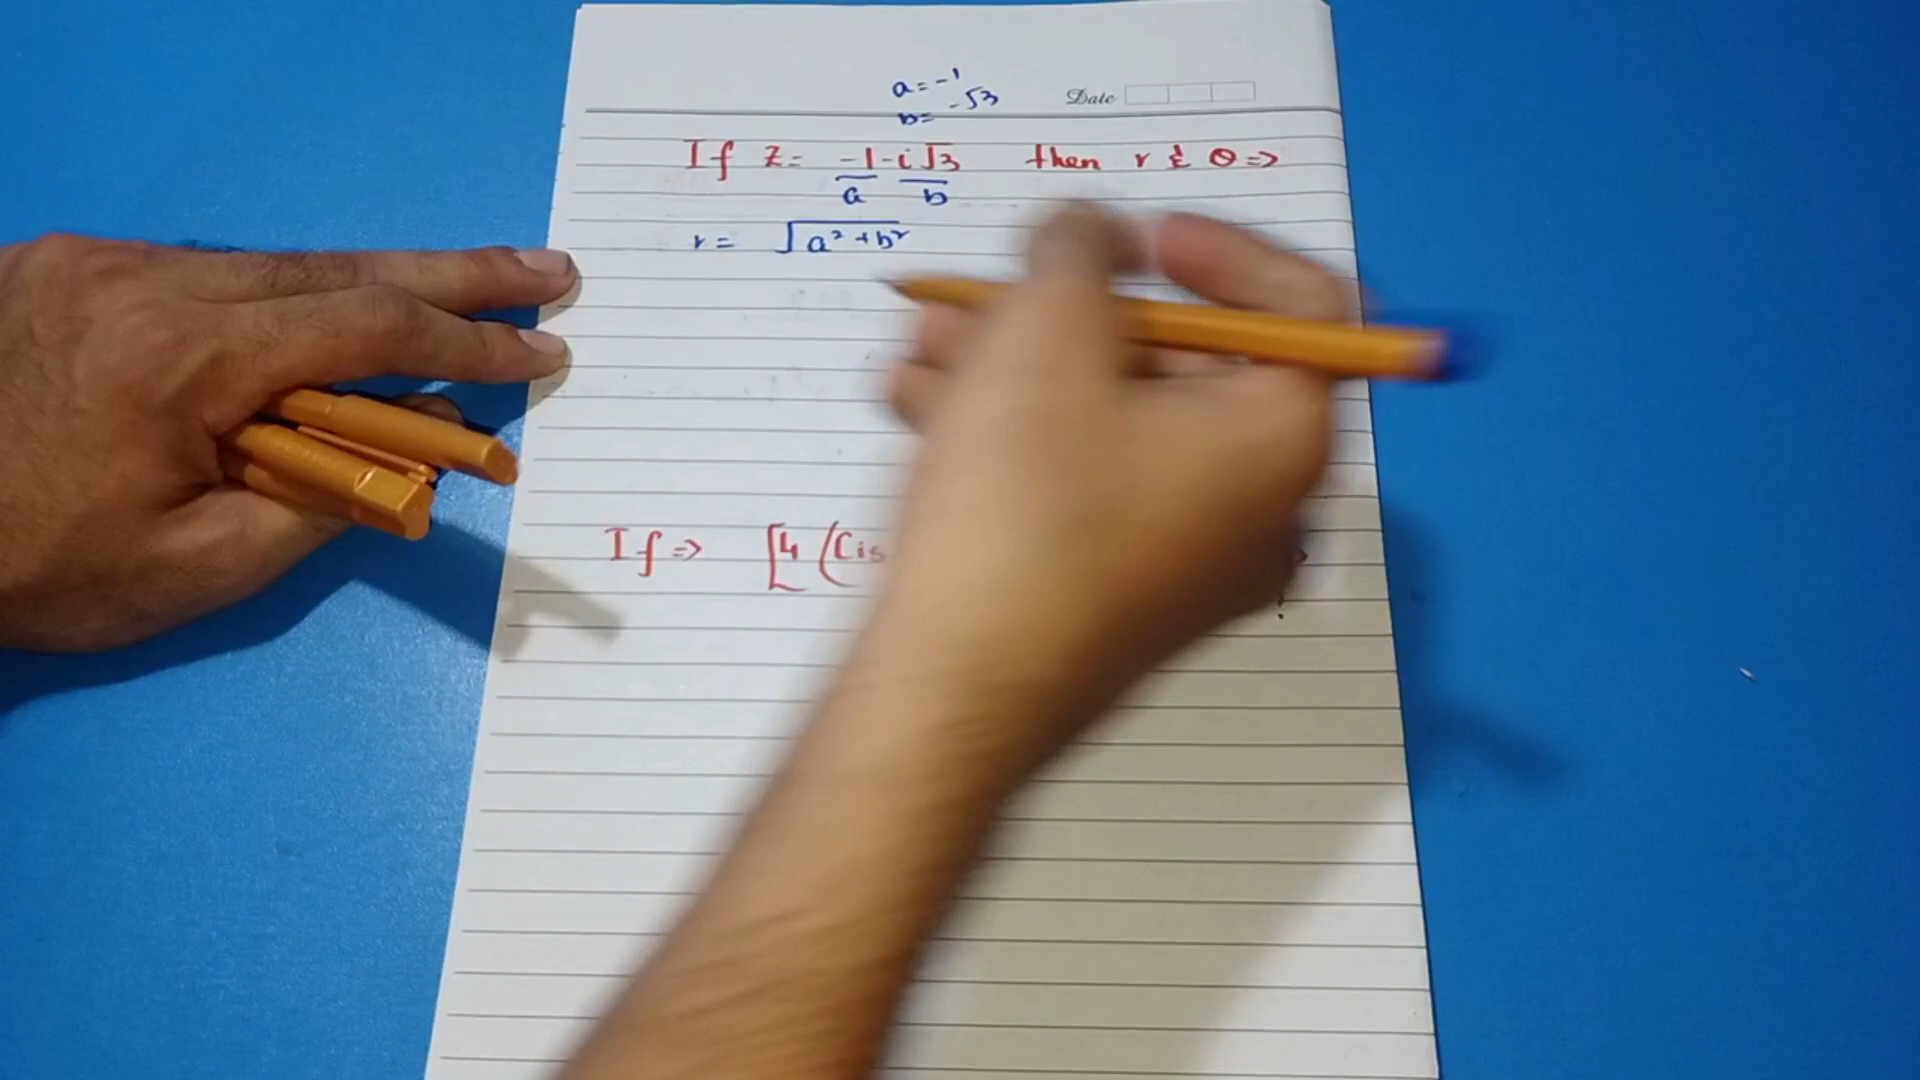 a = -1
b = -√3
Date
If Z = -1 - i√3 then r & θ =>
a b
r = √a² + b²
If => [4 (Cis
?